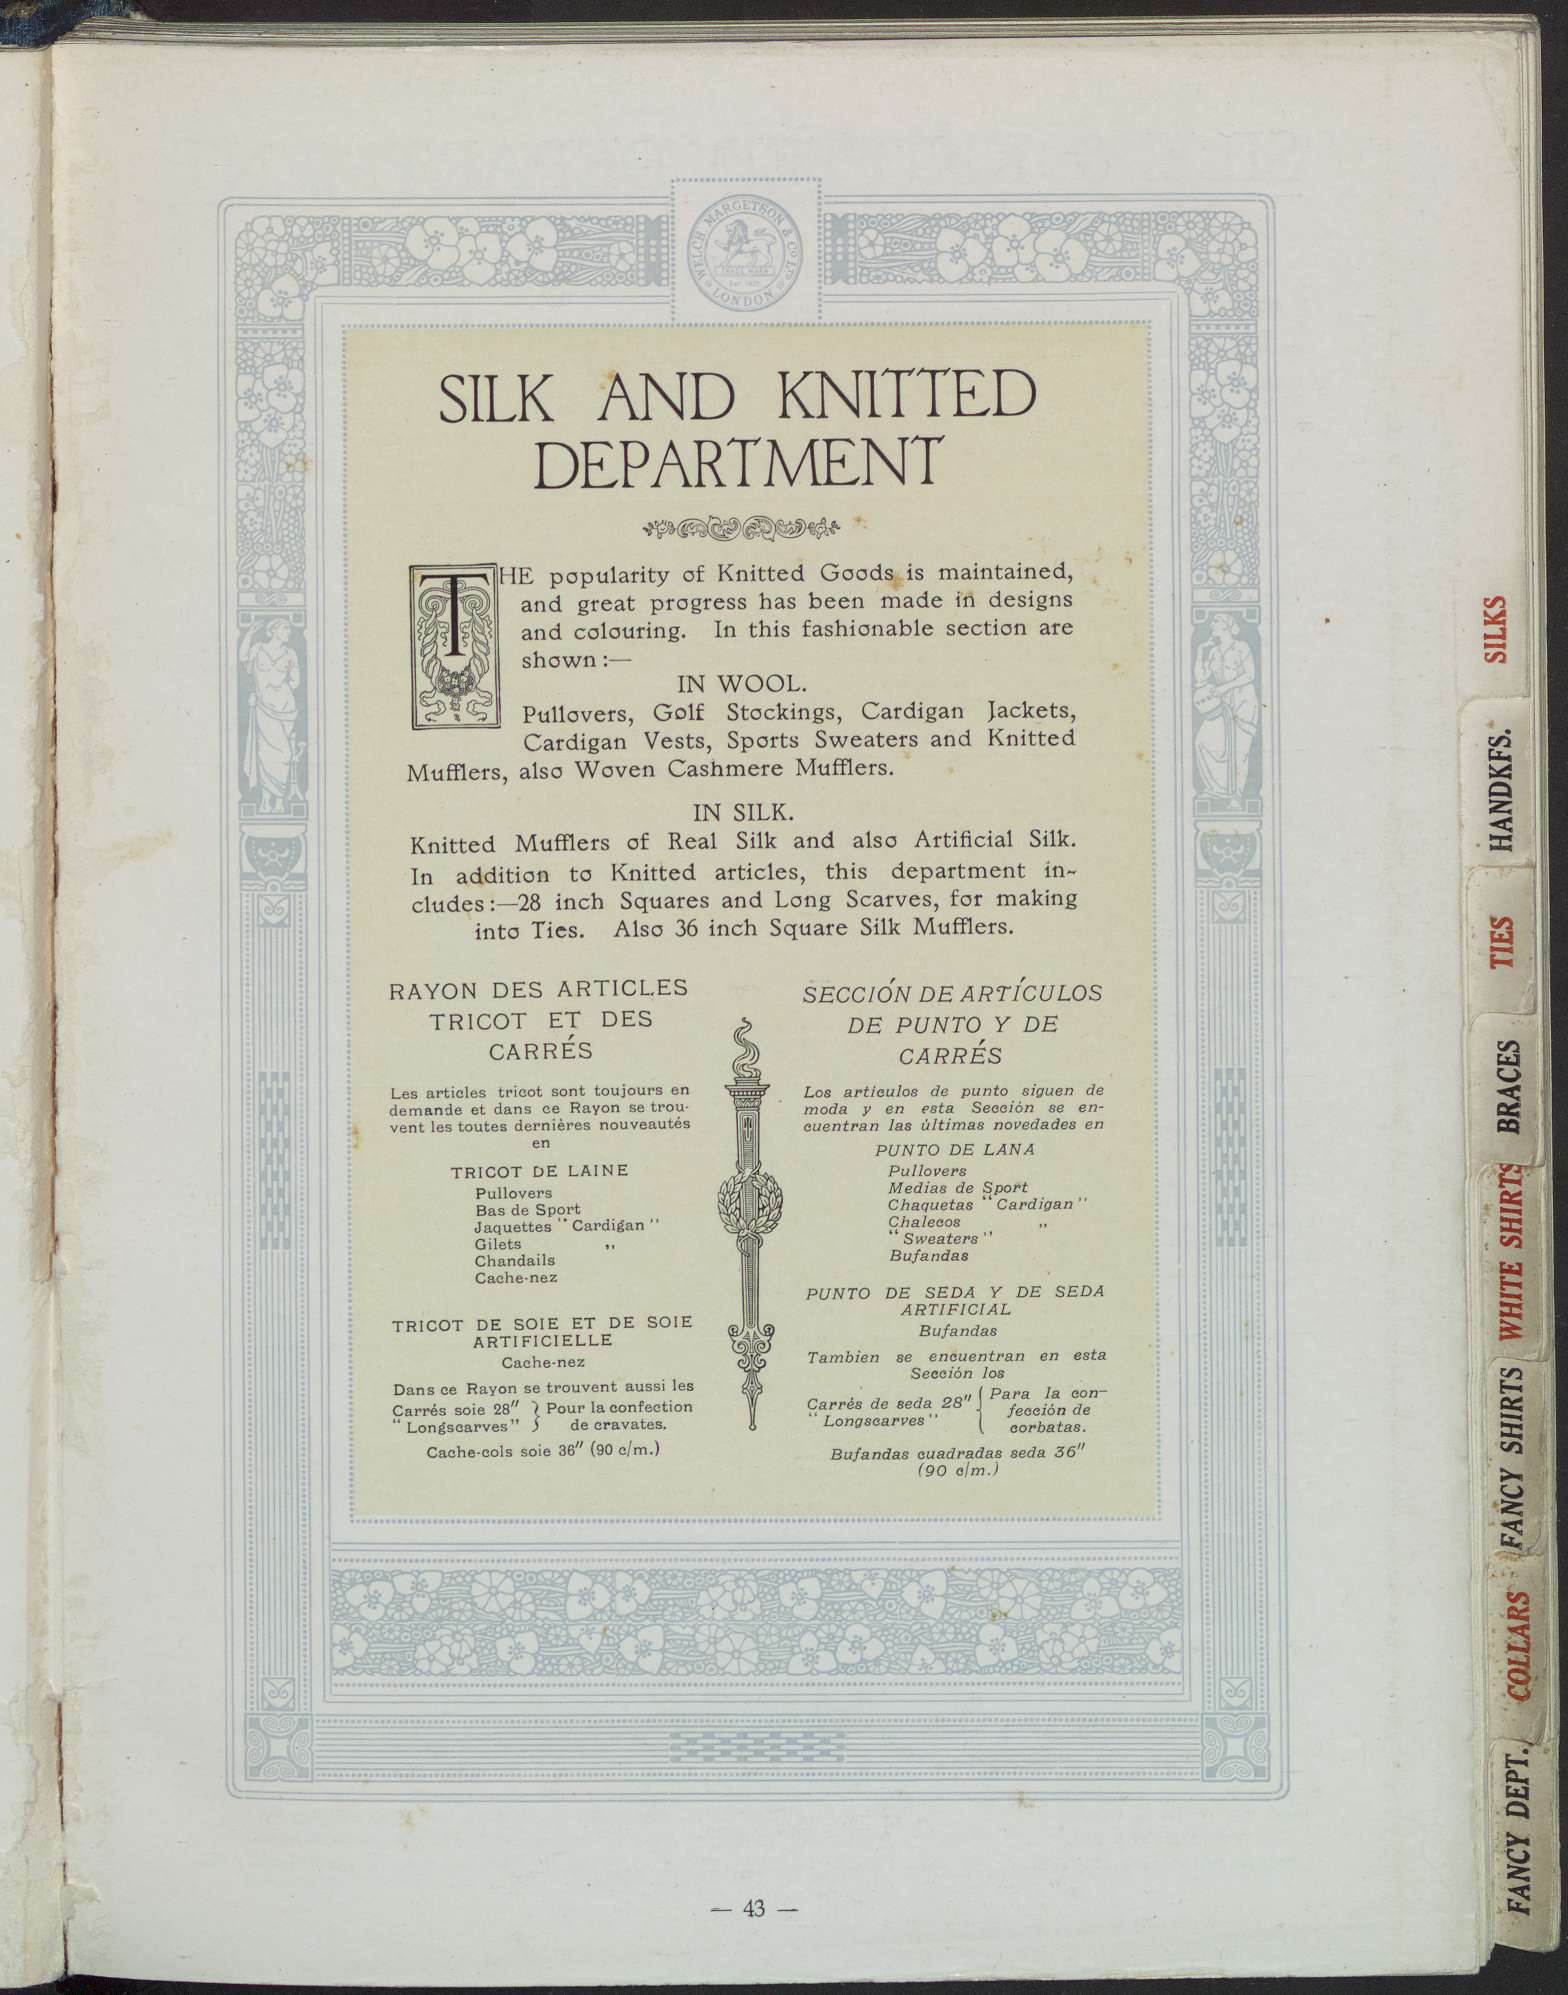 WELCH MARGETSON & Co LTD
TRADE MARK
LONDON
SILK AND KNITTED
DEPARTMENT
THE popularity of Knitted Goods is maintained,
and great progress has been made in designs
and colouring. In this fashionable section are
shown :—
IN WOOL.
Pullovers, Golf Stockings, Cardigan Jackets,
Cardigan Vests, Sports Sweaters and Knitted
Mufflers, also Woven Cashmere Mufflers.
IN SILK.
Knitted Mufflers of Real Silk and also Artificial Silk.
In addition to Knitted articles, this department in-
cludes :—28 inch Squares and Long Scarves, for making
into Ties. Also 36 inch Square Silk Mufflers.
RAYON DES ARTICLES
TRICOT ET DES
CARRÉS
Les articles tricot sont toujours en
demande et dans ce Rayon se trou-
vent les toutes dernières nouveautés
en
TRICOT DE LAINE
Pullovers
Bas de Sport
Jaquettes "Cardigan"
Gilets ,,
Chandails
Cache-nez
TRICOT DE SOIE ET DE SOIE
ARTIFICIELLE
Cache-nez
Dans ce Rayon se trouvent aussi les
Carrés soie 28" } Pour la confection
"Longscarves" } de cravates.
Cache-cols soie 36" (90 c/m.)
SECCIÓN DE ARTÍCULOS
DE PUNTO Y DE
CARRÉS
Los articulos de punto siguen de
moda y en esta Sección se en-
cuentran las últimas novedades en
PUNTO DE LANA
Pullovers
Medias de Sport
Chaquetas "Cardigan"
Chalecos ,,
"Sweaters"
Bufandas
PUNTO DE SEDA Y DE SEDA
ARTIFICIAL
Bufandas
Tambien se encuentran en esta
Sección los
Carrés de seda 28" { Para la con-
"Longscarves" { fección de
corbatas.
Bufandas cuadradas seda 36"
(90 c/m.)
— 43 —
SILKS
HANDKFS.
TIES
BRACES
WHITE SHIRTS
FANCY SHIRTS
COLLARS
FANCY DEPT.